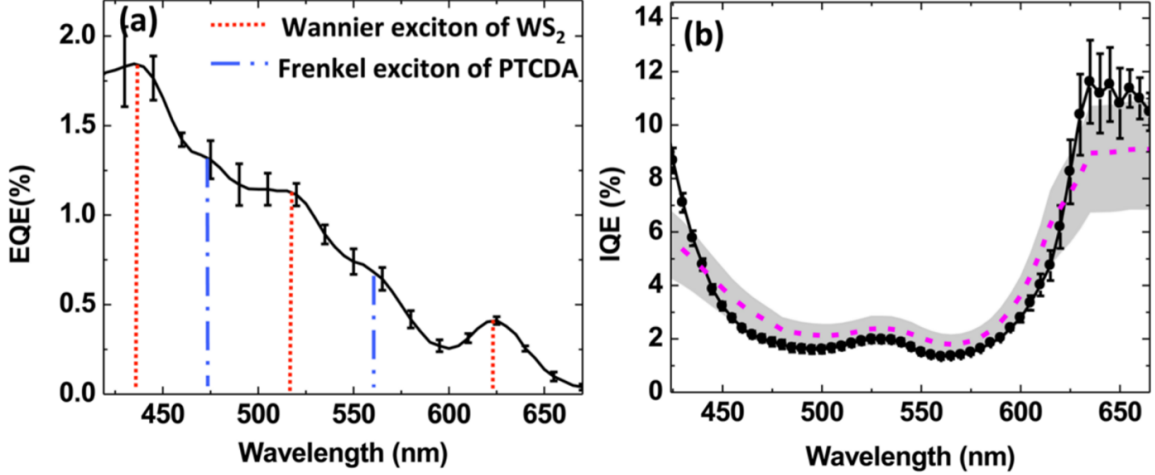 (a)
Wannier exciton of WS₂
Frenkel exciton of PTCDA
EQE(%)
2.0
1.5
1.0
0.5
0.0
450 500 550 600 650
Wavelength (nm)
(b)
IQE (%)
14
12
10
8
6
4
2
0
450 500 550 600 650
Wavelength (nm)